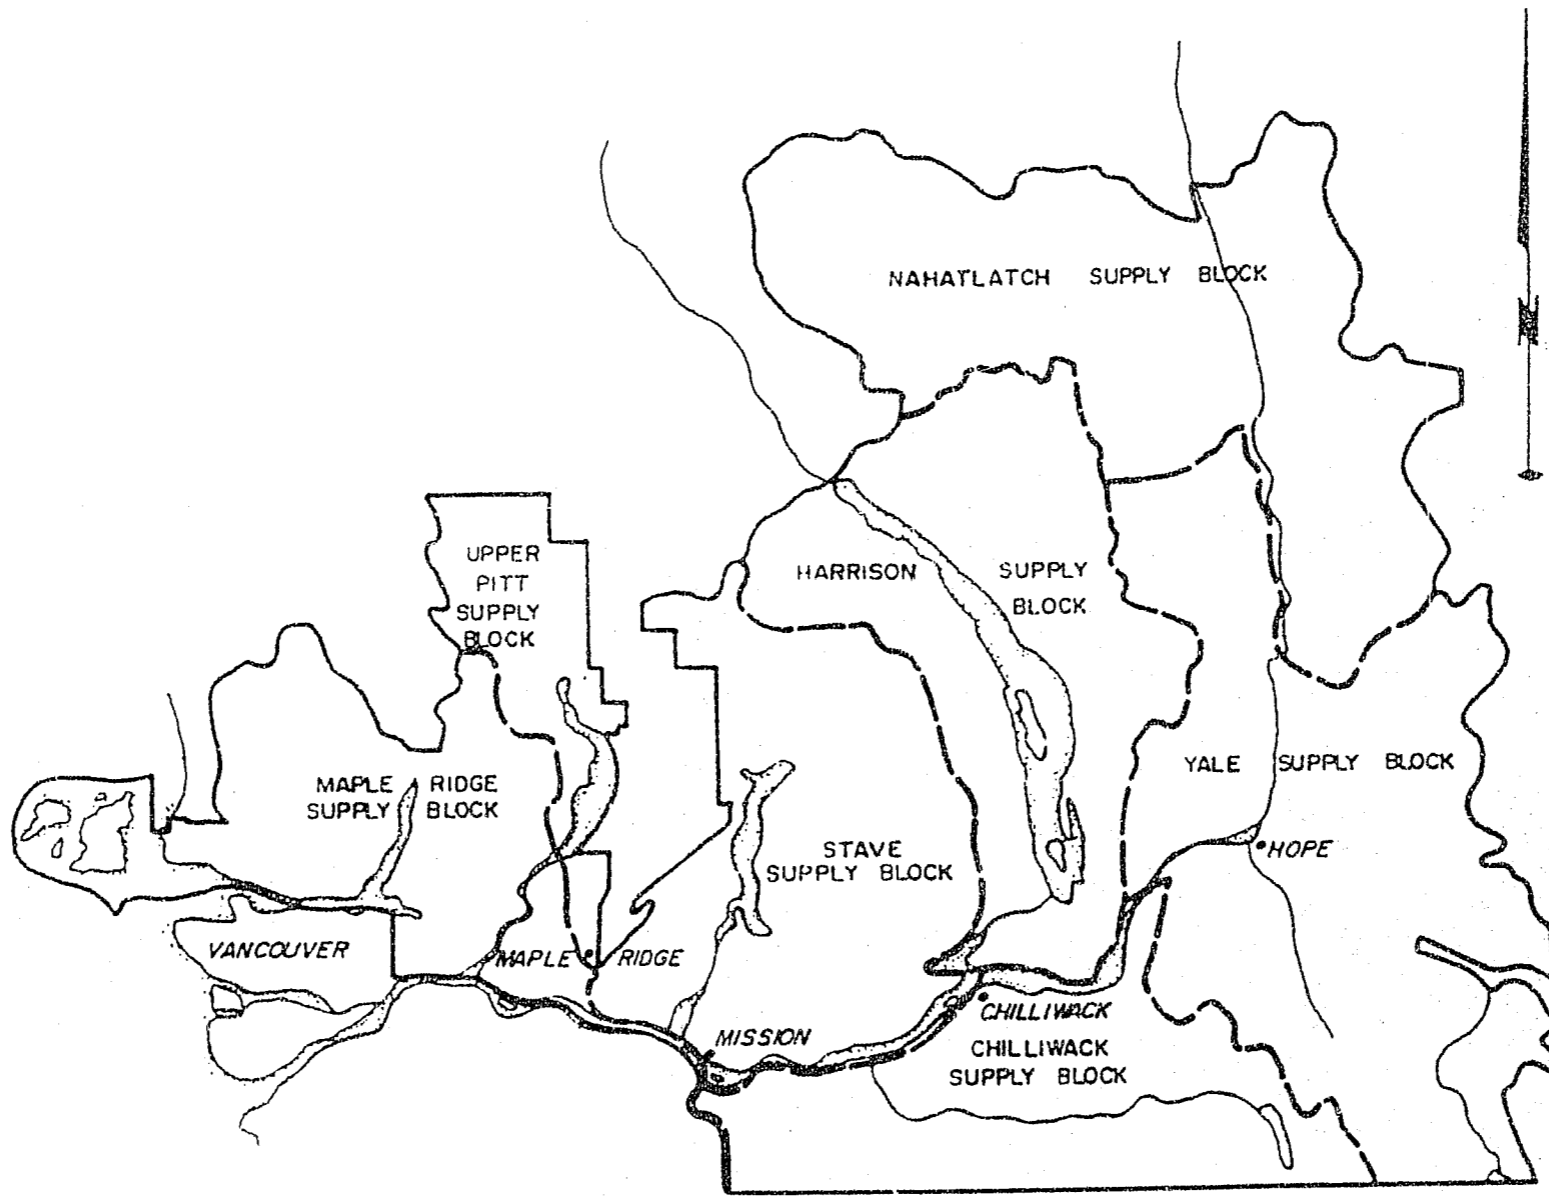 NAHATLATCH SUPPLY BLOCK
UPPER
PITT
SUPPLY
BLOCK
HARRISON SUPPLY
BLOCK
MAPLE RIDGE
SUPPLY BLOCK
YALE SUPPLY BLOCK
STAVE
SUPPLY BLOCK
HOPE
VANCOUVER
MAPLE RIDGE
CHILLIWACK
MISSION
CHILLIWACK
SUPPLY BLOCK
N